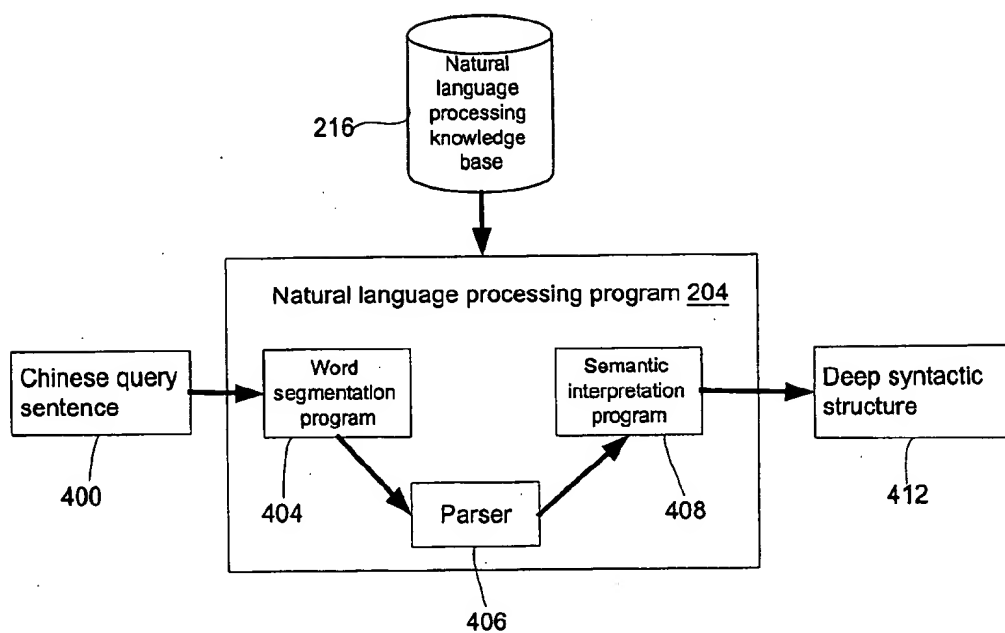 Natural
language
processing
knowledge
base
216
Natural language processing program 204
Chinese query
sentence
400
Word
segmentation
program
404
Parser
406
Semantic
interpretation
program
408
Deep syntactic
structure
412